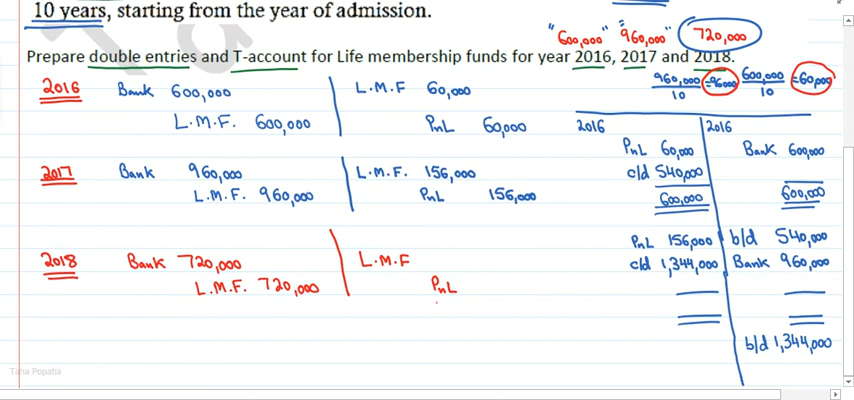 10 years, starting from the year of admission.
"600,000" "960,000" 720,000
Prepare double entries and T-account for Life membership funds for year 2016, 2017 and 2018.
960,000/10 = 96000 600,000/10 = 60,000
2016 Bank 600,000 L.M.F 60,000
L.M.F. 600,000 PnL 60,000
2016 2016
PnL 60,000 Bank 600,000
c/d 540,000
600,000 600,000
2017 Bank 960,000 L.M.F. 156,000
L.M.F. 960,000 PnL 156,000
PnL 156,000 b/d 540,000
c/d 1,344,000 Bank 960,000
2018 Bank 720,000 L.M.F
L.M.F. 720,000 PnL
b/d 1,344,000
Taha Popatia